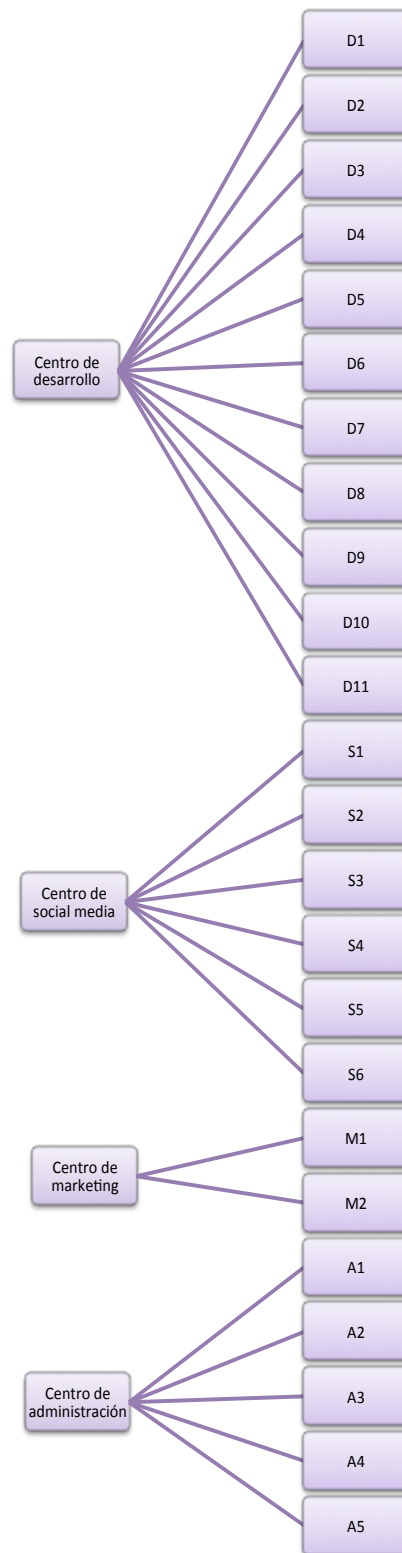 D1
D2
D3
D4
D5
Centro de
desarrollo
D6
D7
D8
D9
D10
D11
S1
S2
Centro de
social media
S3
S4
S5
S6
Centro de
marketing
M1
M2
A1
A2
Centro de
administración
A3
A4
A5